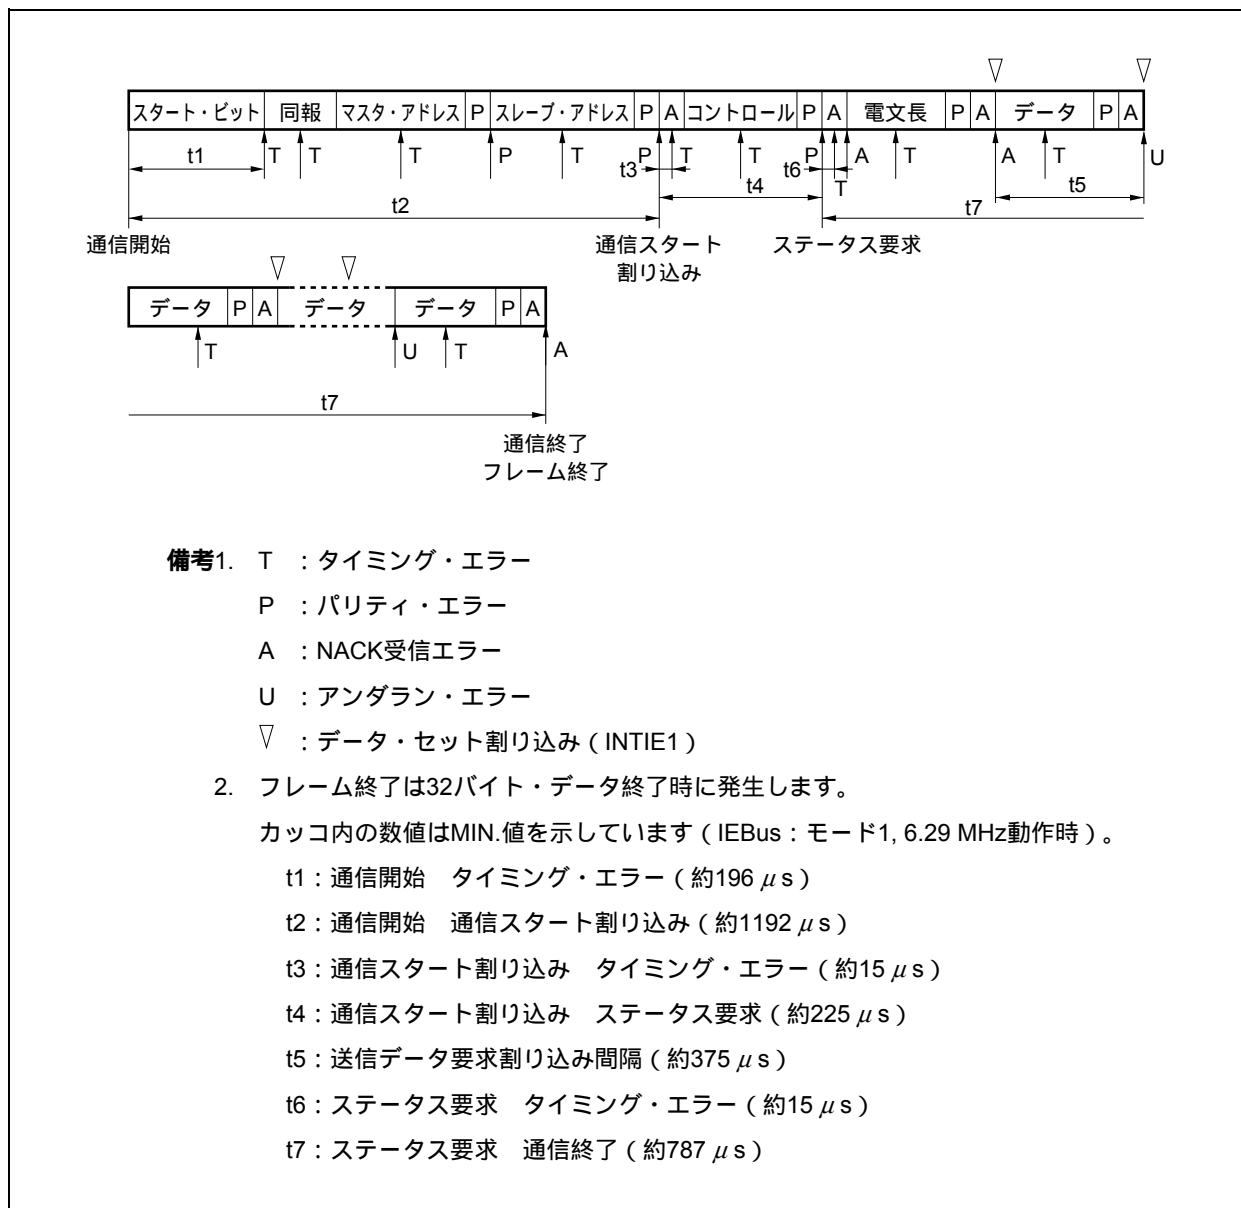 スタート・ビット 同報 マスタ・アドレス P スレーブ・アドレス P A コントロール P A 電文長 P A データ P A
t1 T T T P T P t3 T T P t6 T A T A T U
t4 t5
t2 t7
通信開始 通信スタート 割り込み ステータス要求
データ P A データ データ P A
T U T A
t7
通信終了
フレーム終了
備考1. T :タイミング・エラー
P :パリティ・エラー
A :NACK受信エラー
U :アンダラン・エラー
▽ :データ・セット割り込み(INTIE1)
2. フレーム終了は32バイト・データ終了時に発生します。
カッコ内の数値はMIN.値を示しています(IEBus:モード1, 6.29 MHz動作時)。
t1:通信開始 タイミング・エラー(約196 μs)
t2:通信開始 通信スタート割り込み(約1192 μs)
t3:通信スタート割り込み タイミング・エラー(約15 μs)
t4:通信スタート割り込み ステータス要求(約225 μs)
t5:送信データ要求割り込み間隔(約375 μs)
t6:ステータス要求 タイミング・エラー(約15 μs)
t7:ステータス要求 通信終了(約787 μs)